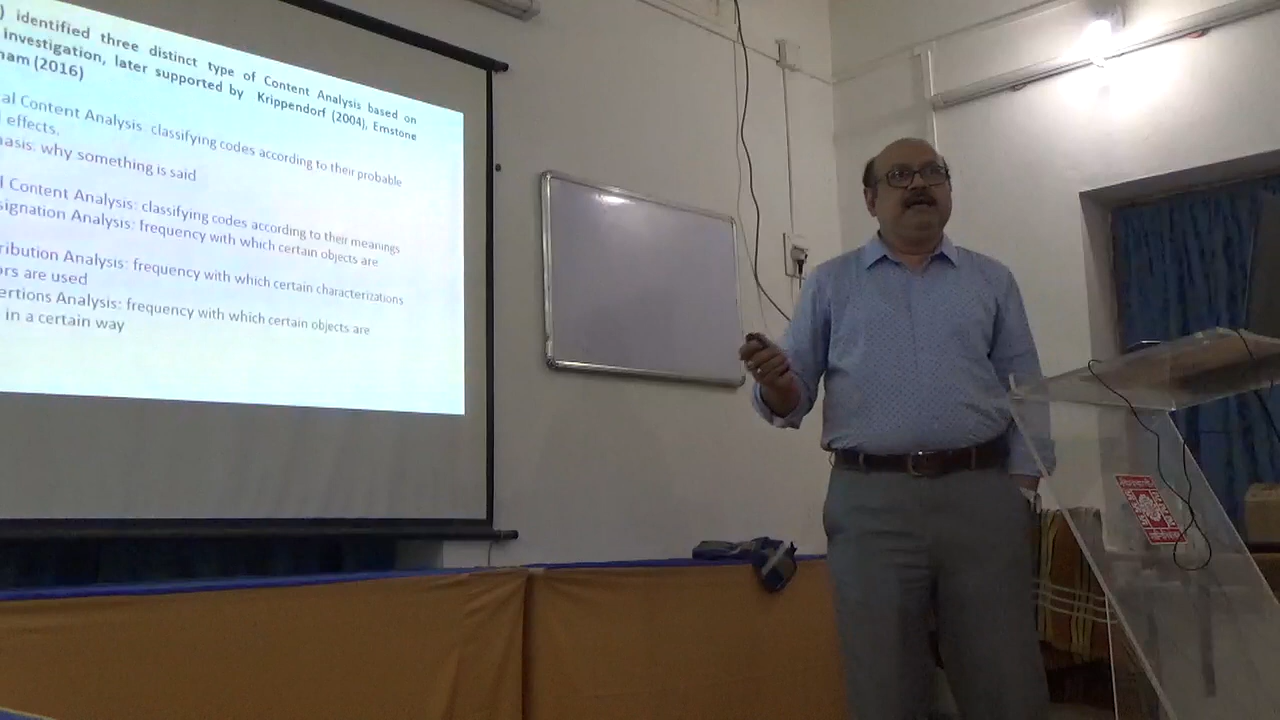 ) identified three distinct type of Content Analysis based on
Investigation, later supported by Krippendorf (2004), Emstone
ham (2016)
al Content Analysis: classifying codes according to their probable
effects.
hasis: why something is said
l Content Analysis: classifying codes according to their meanings
signation Analysis: frequency with which certain objects are
ribution Analysis: frequency with which certain characterizations
ors are used
ertions Analysis: frequency with which certain objects are
in a certain way